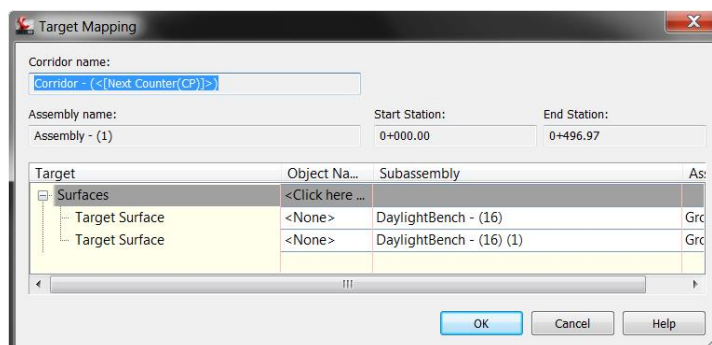 Target Mapping
Corridor name:
Corridor - (<[Next Counter(CP)]>)
Assembly name: Start Station: End Station:
Assembly - (1) 0+000.00 0+496.97
Target Object Na... Subassembly
Surfaces <Click here ...
Target Surface <None> DaylightBench - (16)
Target Surface <None> DaylightBench - (16) (1)
OK Cancel Help